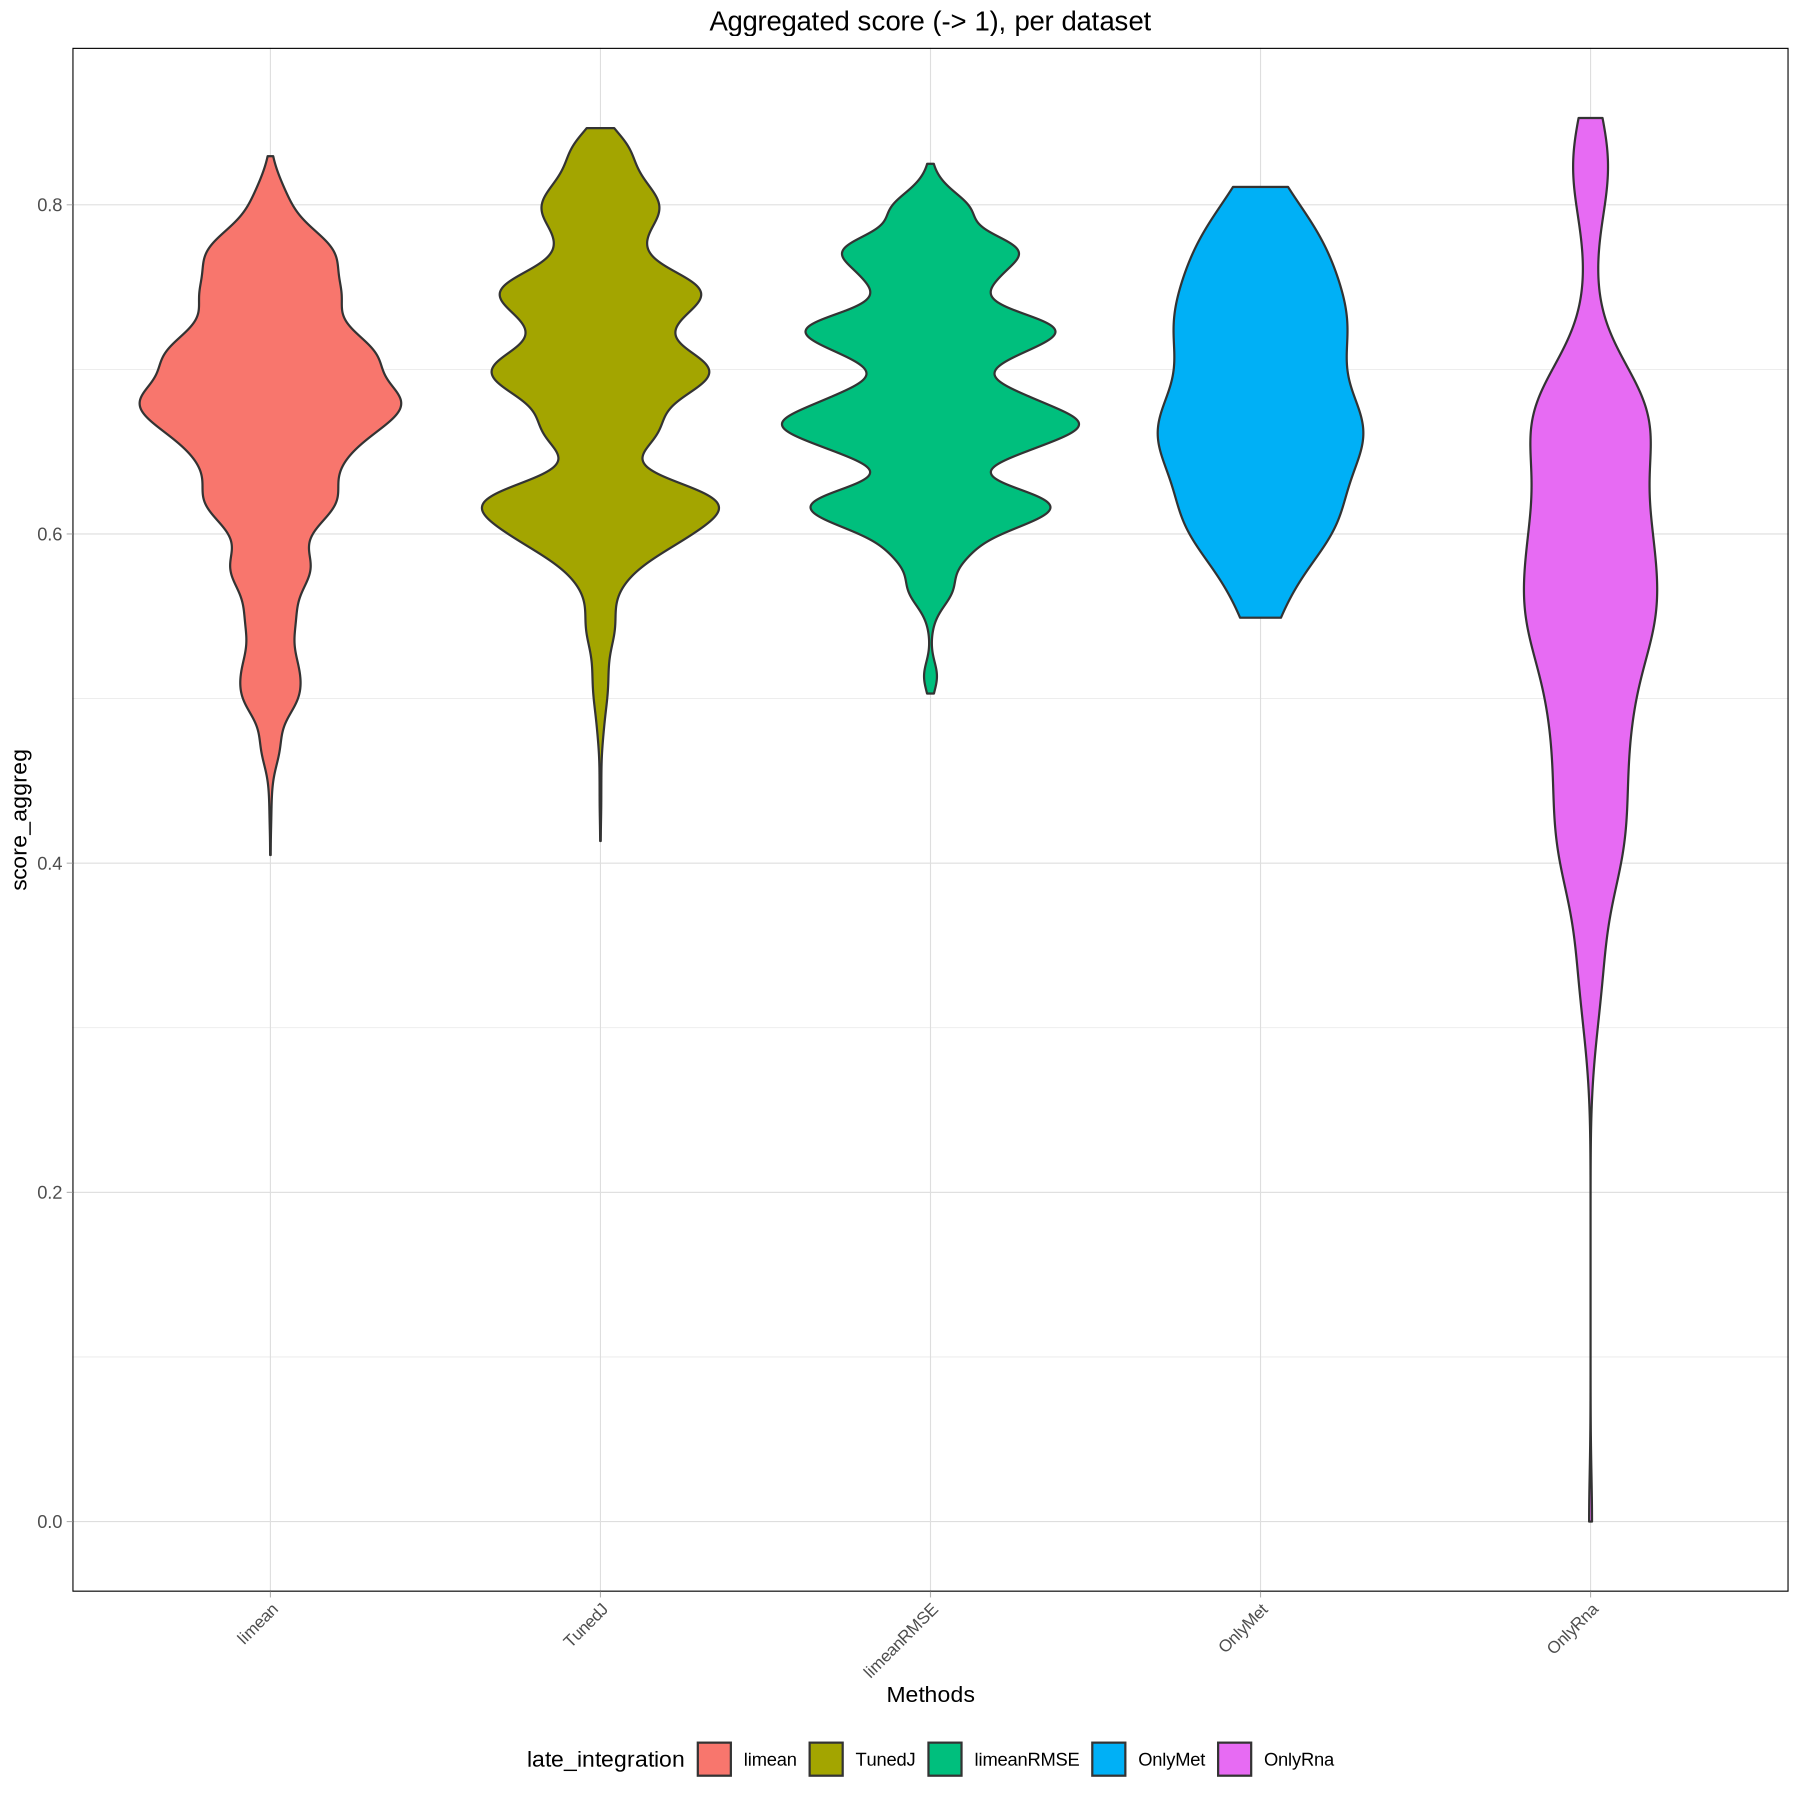 Aggregated score (-> 1), per dataset
score_aggreg
0.8
0.6
0.4
0.2
0.0
limean
TunedJ
limeanRMSE
OnlyMet
OnlyRna
Methods
late_integration limean TunedJ limeanRMSE OnlyMet OnlyRna